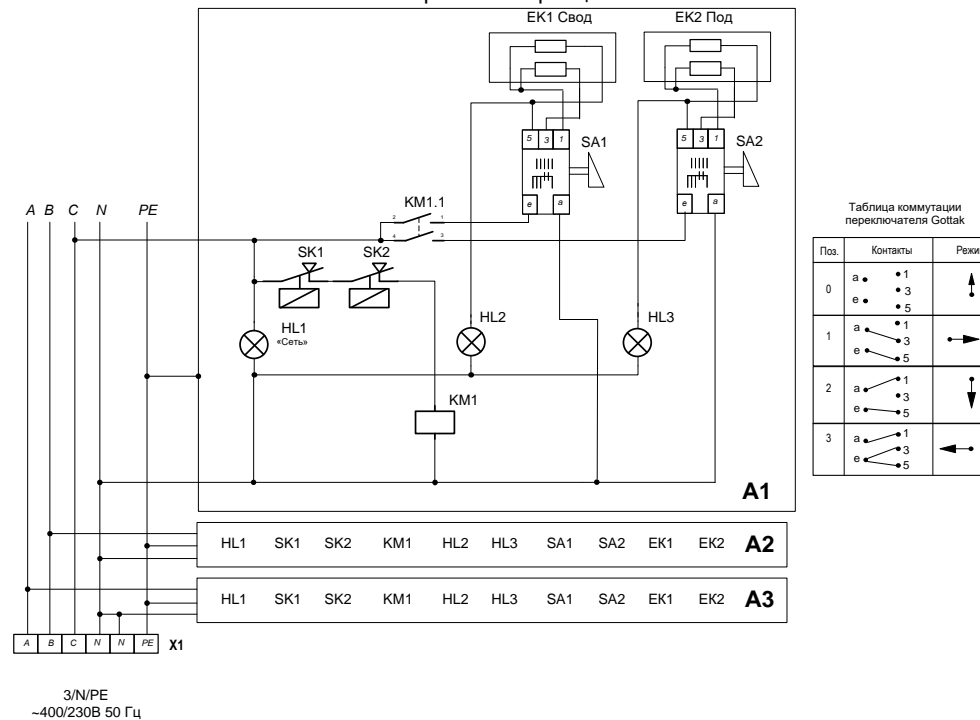 EK1 Свод
EK2 Под
5 3 1
SA1
5 3 1
SA2
e a
e a
A B C N PE
KM1.1
2 1
4 3
SK1 SK2
HL1
«Сеть»
HL2
HL3
KM1
A1
HL1 SK1 SK2 KM1 HL2 HL3 SA1 SA2 EK1 EK2 A2
HL1 SK1 SK2 KM1 HL2 HL3 SA1 SA2 EK1 EK2 A3
A B C N N PE X1
3/N/PE
~400/230В 50 Гц
Таблица коммутации
переключателя Gottak
Поз. Контакты
0
a 1
3
e 5
1
a 1
3
e 5
2
a 1
3
e 5
3
a 1
3
e 5